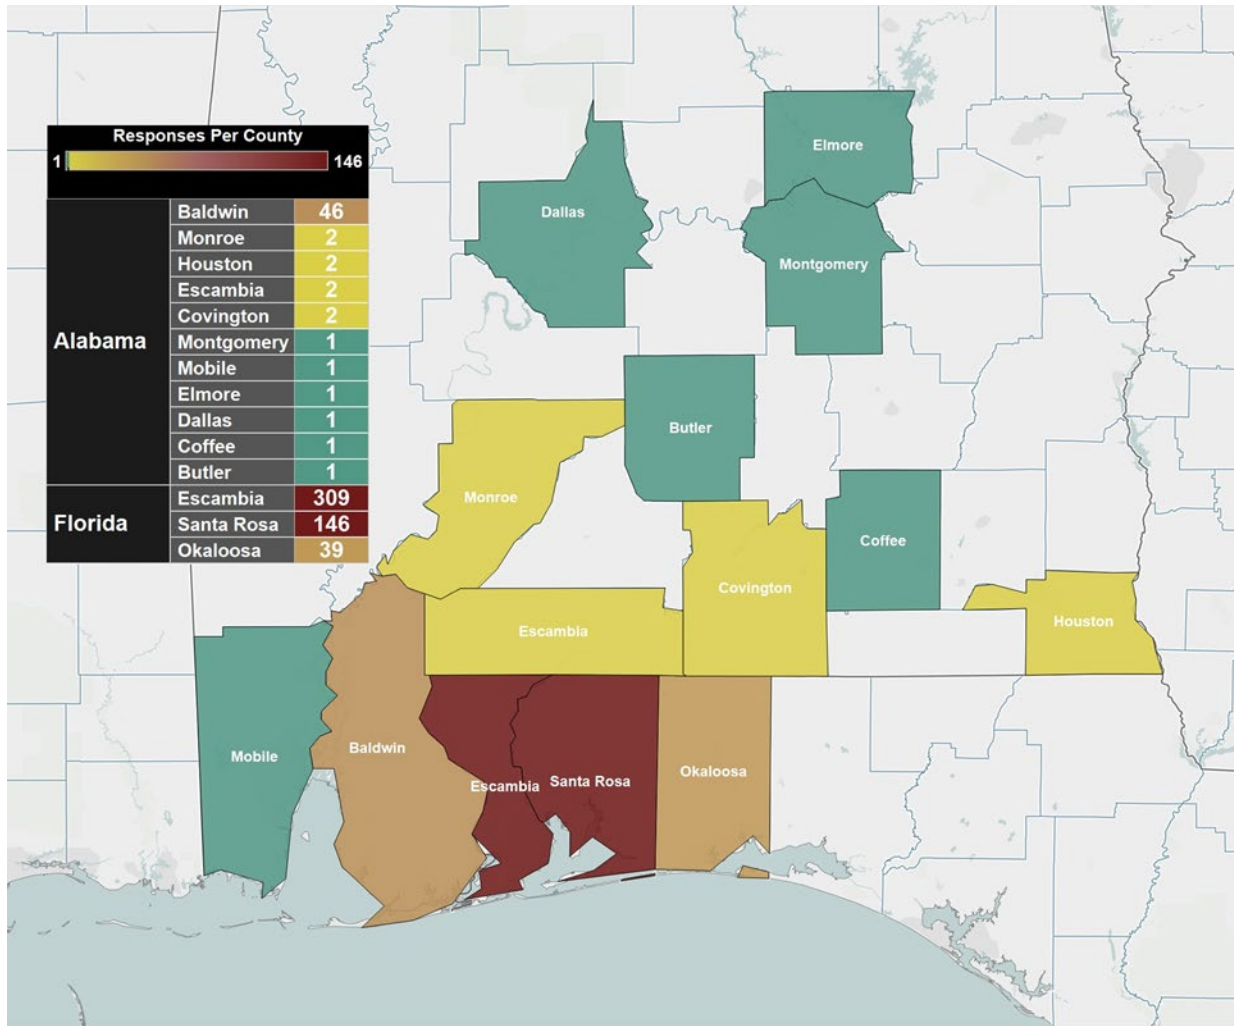 Responses Per County
1 146
Alabama
Baldwin 46
Monroe 2
Houston 2
Escambia 2
Covington 2
Montgomery 1
Mobile 1
Elmore 1
Dallas 1
Coffee 1
Butler 1
Florida
Escambia 309
Santa Rosa 146
Okaloosa 39
Elmore
Dallas
Montgomery
Butler
Monroe
Coffee
Covington
Houston
Escambia
Mobile
Baldwin
Escambia
Santa Rosa
Okaloosa